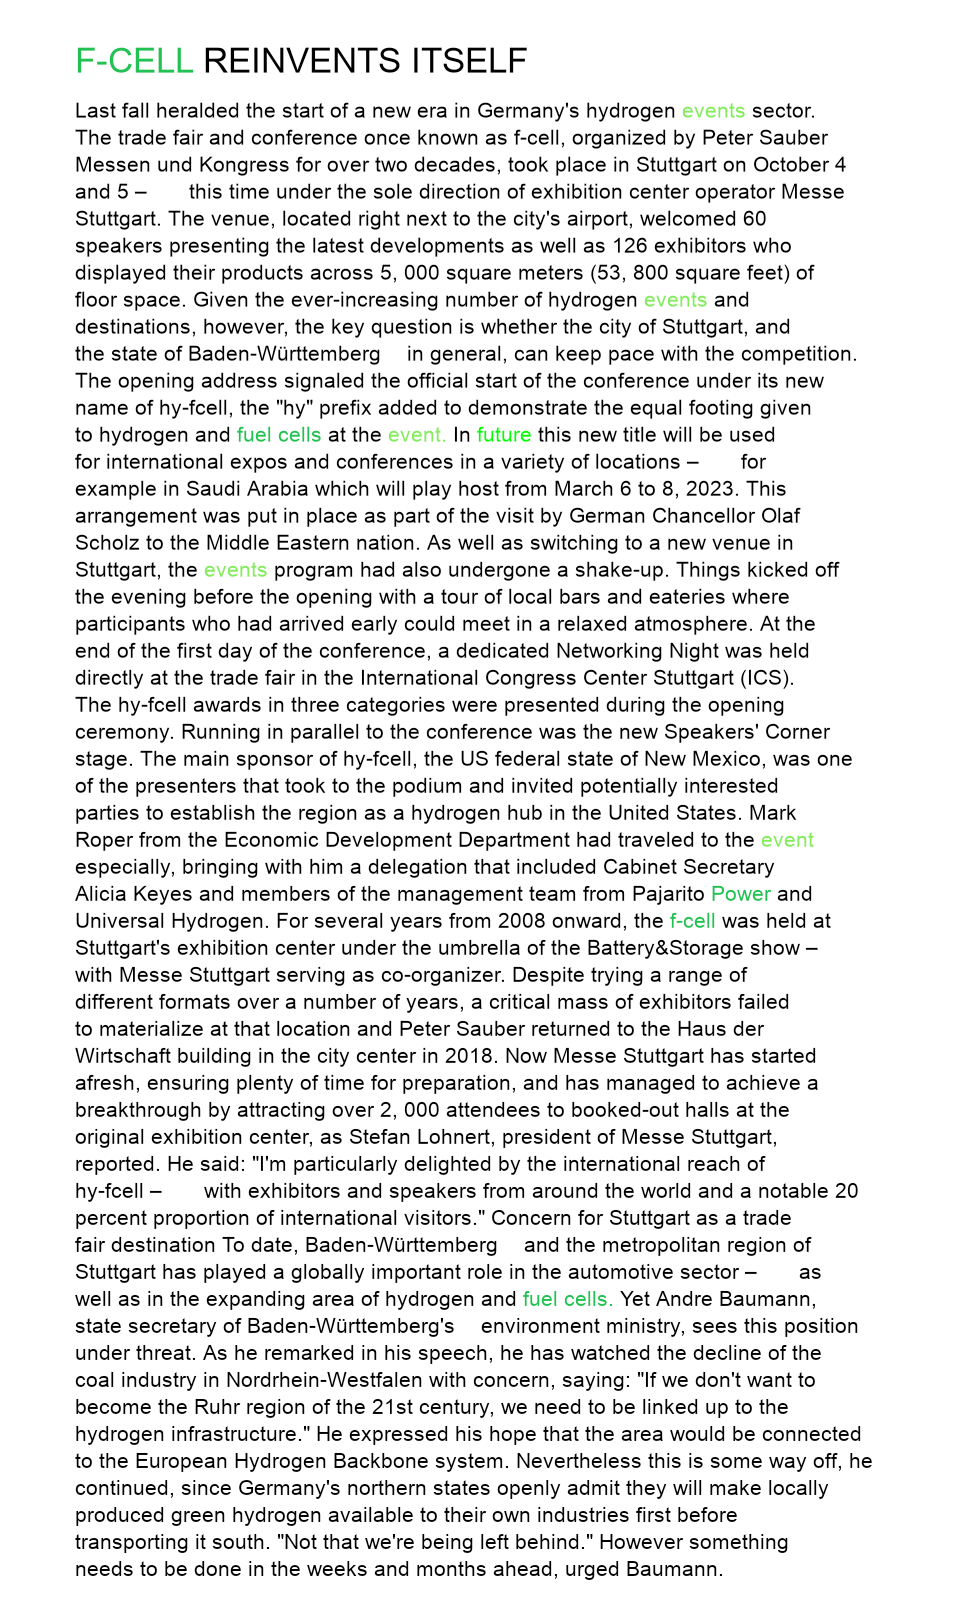 F-CELL REINVENTS ITSELF
Last fall heralded the start of a new era in Germany's hydrogen events sector.
The trade fair and conference once known as f-cell, organized by Peter Sauber
Messen und Kongress for over two decades, took place in Stuttgart on October 4
and 5 – this time under the sole direction of exhibition center operator Messe
Stuttgart. The venue, located right next to the city's airport, welcomed 60
speakers presenting the latest developments as well as 126 exhibitors who
displayed their products across 5, 000 square meters (53, 800 square feet) of
floor space. Given the ever-increasing number of hydrogen events and
destinations, however, the key question is whether the city of Stuttgart, and
the state of Baden-Württemberg in general, can keep pace with the competition.
The opening address signaled the official start of the conference under its new
name of hy-fcell, the "hy" prefix added to demonstrate the equal footing given
to hydrogen and fuel cells at the event. In future this new title will be used
for international expos and conferences in a variety of locations – for
example in Saudi Arabia which will play host from March 6 to 8, 2023. This
arrangement was put in place as part of the visit by German Chancellor Olaf
Scholz to the Middle Eastern nation. As well as switching to a new venue in
Stuttgart, the events program had also undergone a shake-up. Things kicked off
the evening before the opening with a tour of local bars and eateries where
participants who had arrived early could meet in a relaxed atmosphere. At the
end of the first day of the conference, a dedicated Networking Night was held
directly at the trade fair in the International Congress Center Stuttgart (ICS).
The hy-fcell awards in three categories were presented during the opening
ceremony. Running in parallel to the conference was the new Speakers' Corner
stage. The main sponsor of hy-fcell, the US federal state of New Mexico, was one
of the presenters that took to the podium and invited potentially interested
parties to establish the region as a hydrogen hub in the United States. Mark
Roper from the Economic Development Department had traveled to the event
especially, bringing with him a delegation that included Cabinet Secretary
Alicia Keyes and members of the management team from Pajarito Power and
Universal Hydrogen. For several years from 2008 onward, the f-cell was held at
Stuttgart's exhibition center under the umbrella of the Battery&Storage show –
with Messe Stuttgart serving as co-organizer. Despite trying a range of
different formats over a number of years, a critical mass of exhibitors failed
to materialize at that location and Peter Sauber returned to the Haus der
Wirtschaft building in the city center in 2018. Now Messe Stuttgart has started
afresh, ensuring plenty of time for preparation, and has managed to achieve a
breakthrough by attracting over 2, 000 attendees to booked-out halls at the
original exhibition center, as Stefan Lohnert, president of Messe Stuttgart,
reported. He said: "I'm particularly delighted by the international reach of
hy-fcell – with exhibitors and speakers from around the world and a notable 20
percent proportion of international visitors." Concern for Stuttgart as a trade
fair destination To date, Baden-Württemberg and the metropolitan region of
Stuttgart has played a globally important role in the automotive sector – as
well as in the expanding area of hydrogen and fuel cells. Yet Andre Baumann,
state secretary of Baden-Württemberg's environment ministry, sees this position
under threat. As he remarked in his speech, he has watched the decline of the
coal industry in Nordrhein-Westfalen with concern, saying: "If we don't want to
become the Ruhr region of the 21st century, we need to be linked up to the
hydrogen infrastructure." He expressed his hope that the area would be connected
to the European Hydrogen Backbone system. Nevertheless this is some way off, he
continued, since Germany's northern states openly admit they will make locally
produced green hydrogen available to their own industries first before
transporting it south. "Not that we're being left behind." However something
needs to be done in the weeks and months ahead, urged Baumann.